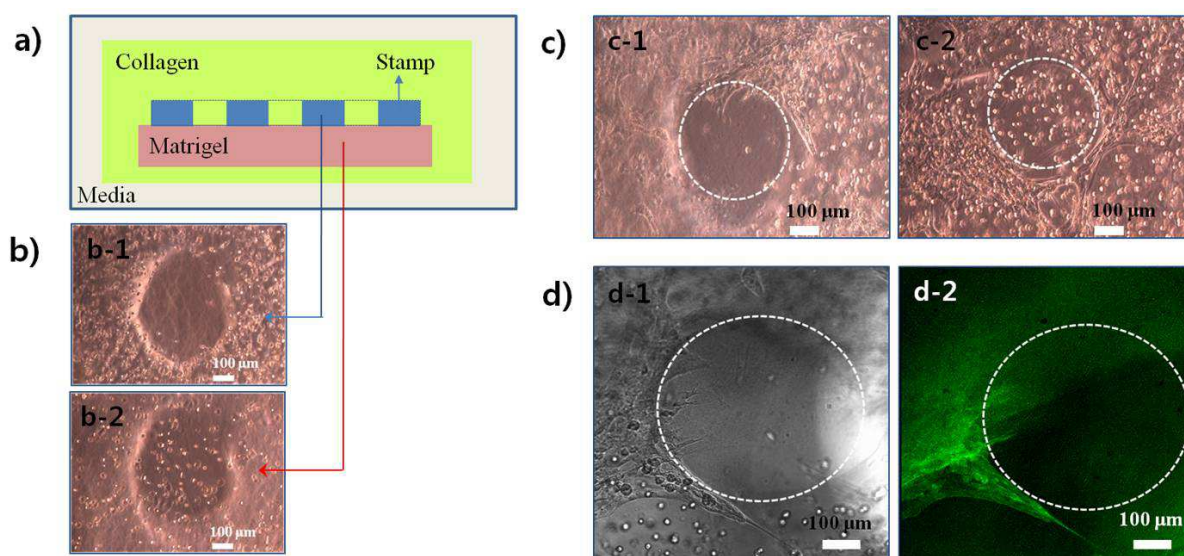 a)
Collagen
Stamp
Matrigel
Media
b)
b-1
100 μm
b-2
100 μm
c)
c-1
100 μm
c-2
100 μm
d)
d-1
100 μm
d-2
100 μm